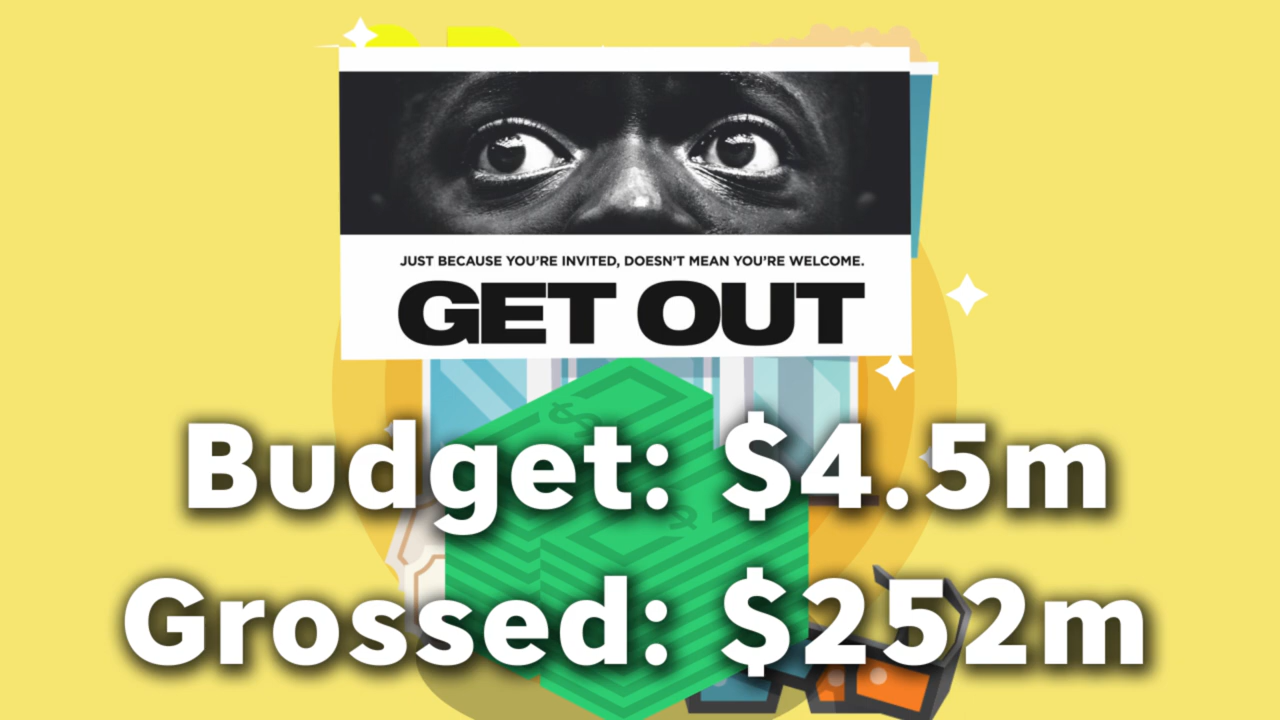 JUST BECAUSE YOU'RE INVITED, DOESN'T MEAN YOU'RE WELCOME.
GET OUT
Budget: $4.5m
Grossed: $252m